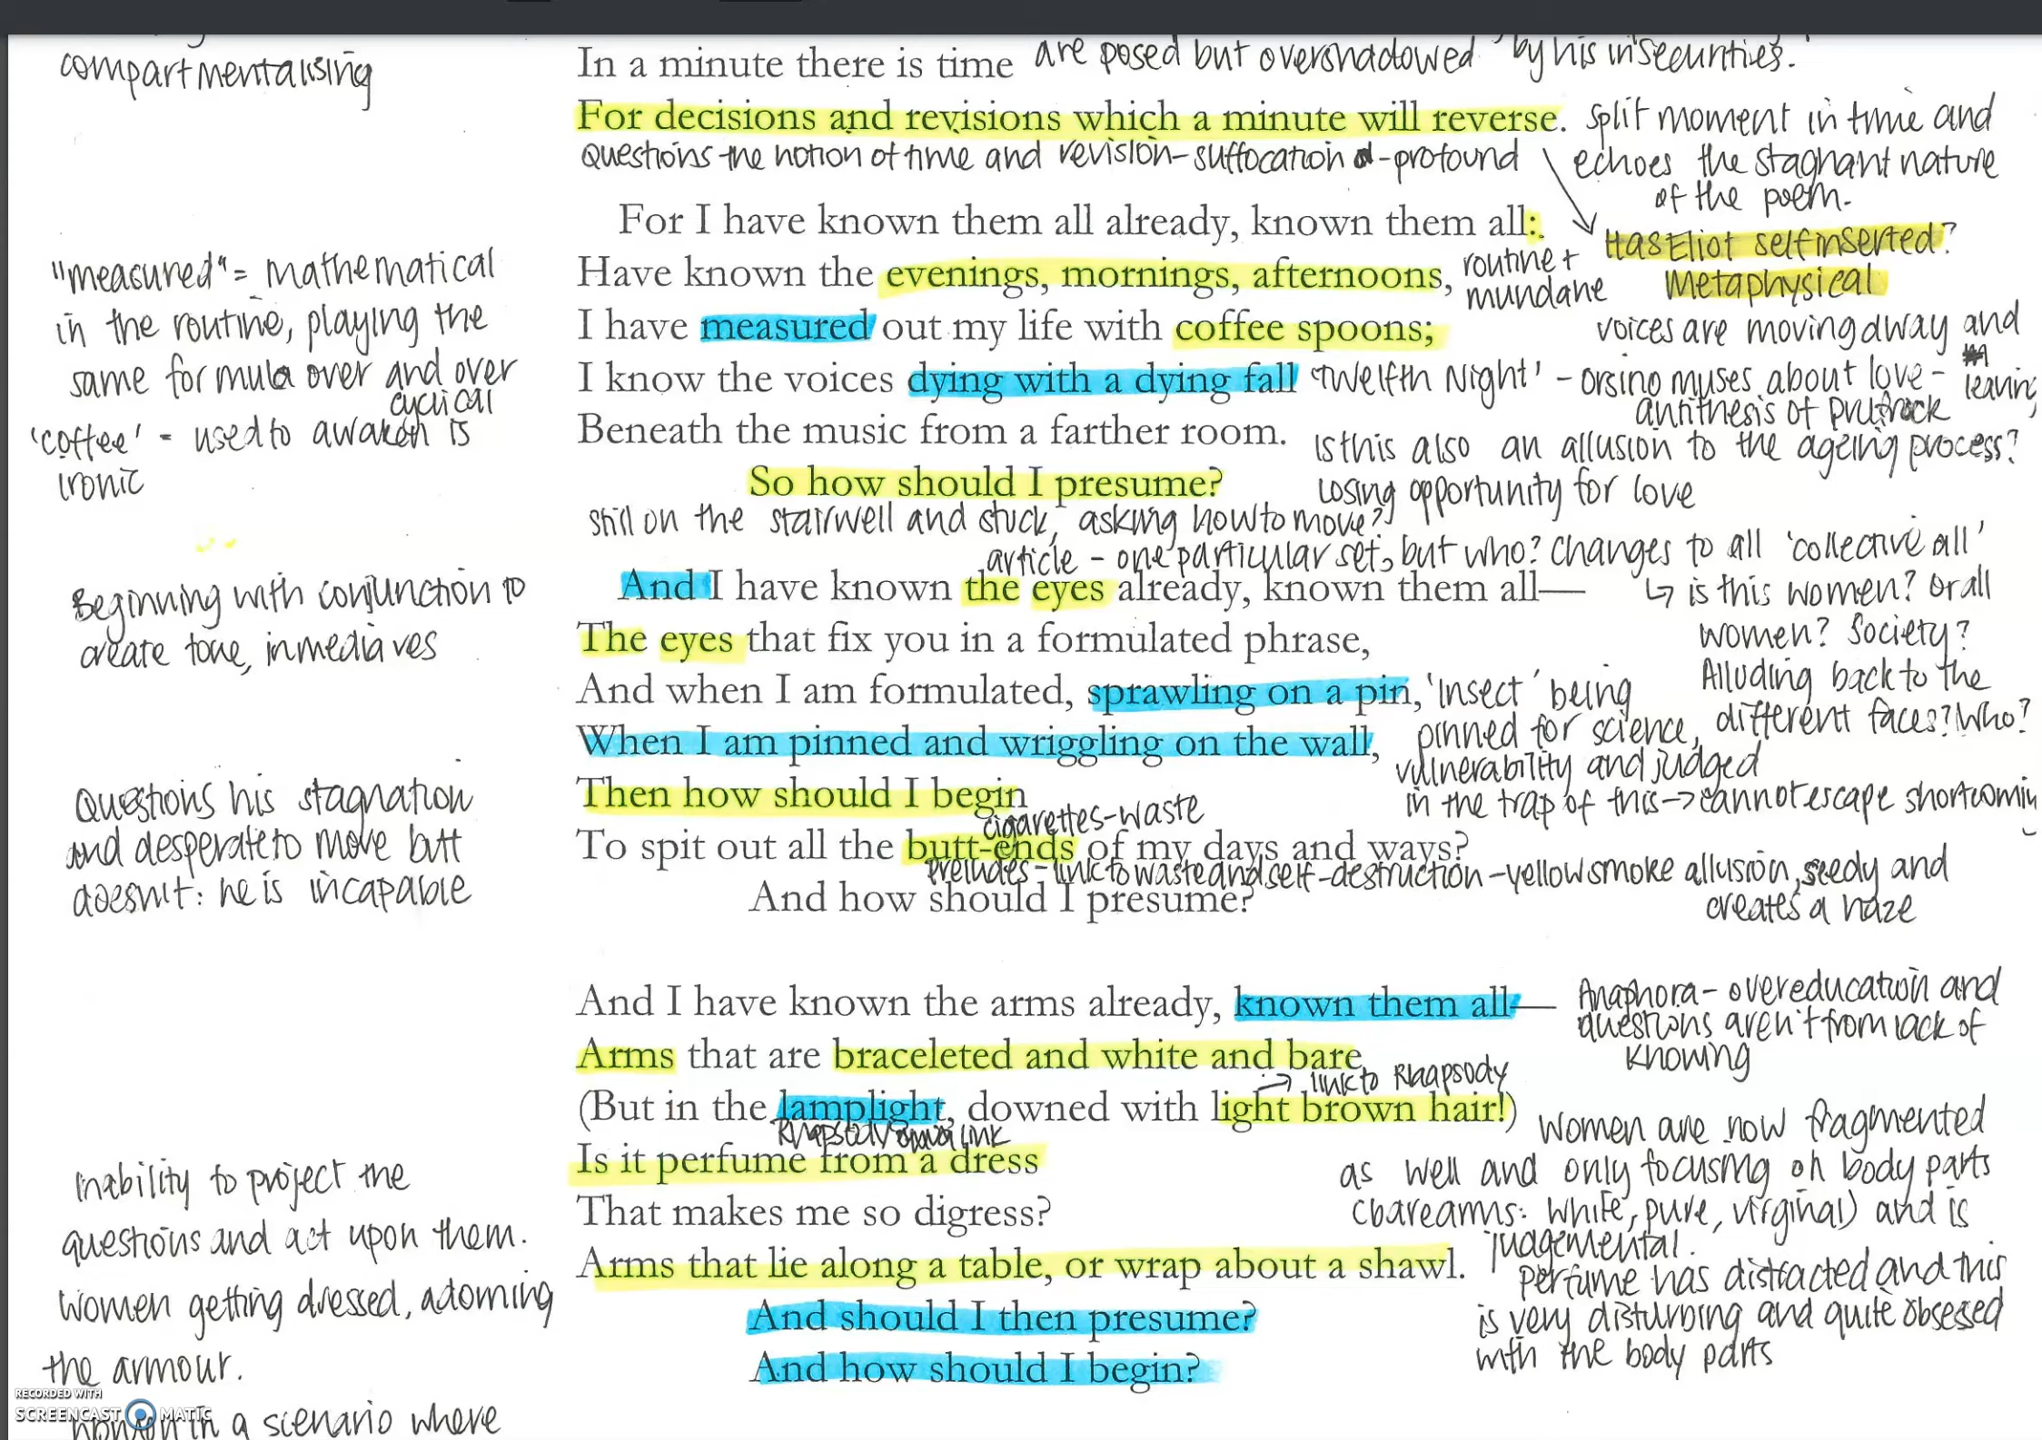 compartmentalising
In a minute there is time are posed but overshadowed by his insecurities.
For decisions and revisions which a minute will reverse. split moment in time and
questions the notion of time and revision - suffocation - profound
echoes the stagnant nature
of the poem.
For I have known them all already, known them all:
Has Eliot self inserted?
Metaphysical
Have known the evenings, mornings, afternoons, routine +
mundane
"measured" = mathematical
in the routine, playing the
same formula over and over
cyclical
'coffee' - used to awaken is
ironic
I have measured out my life with coffee spoons;
voices are moving away and
leaving
I know the voices dying with a dying fall 'Twelfth Night' - orsino muses about love -
antithesis of prufrock
Beneath the music from a farther room.
Is this also an allusion to the ageing process?
losing opportunity for love
So how should I presume?
still on the stairwell and stuck, asking how to move?
article - one particular set, but who? changes to all 'collective all'
↳ is this women? Or all
women? Society?
Alluding back to the
different faces? Who?
Beginning with conjunction to
create tone, in media res
And I have known the eyes already, known them all—
The eyes that fix you in a formulated phrase,
And when I am formulated, sprawling on a pin, 'insect' being
pinned for science,
vulnerability and judged
in the trap of this → cannot escape shortcomin
When I am pinned and wriggling on the wall,
Questions his stagnation
and desperate to move butt
doesn't: he is incapable
Then how should I begin
cigarettes - waste
To spit out all the butt-ends of my days and ways?
preludes - link to waste and self-destruction - yellow smoke allusion, seedy and
creates a haze
And how should I presume?
And I have known the arms already, known them all—
Anaphora - overeducation and
questions aren't from lack of
knowing
Arms that are braceleted and white and bare
→ link to Rhapsody
(But in the lamplight, downed with light brown hair!)
Rhapsody link
Women are now fragmented
as well and only focusing on body parts
(barearms: white, pure, virginal) and is
judgemental.
Is it perfume from a dress
That makes me so digress?
perfume has distracted and this
is very disturbing and quite obsessed
with the body parts
inability to project the
questions and act upon them.
women getting dressed, adorning
the armour.
Arms that lie along a table, or wrap about a shawl.
And should I then presume?
And how should I begin?
RECORDED WITH
SCREENCAST MATIC
in a scenario where